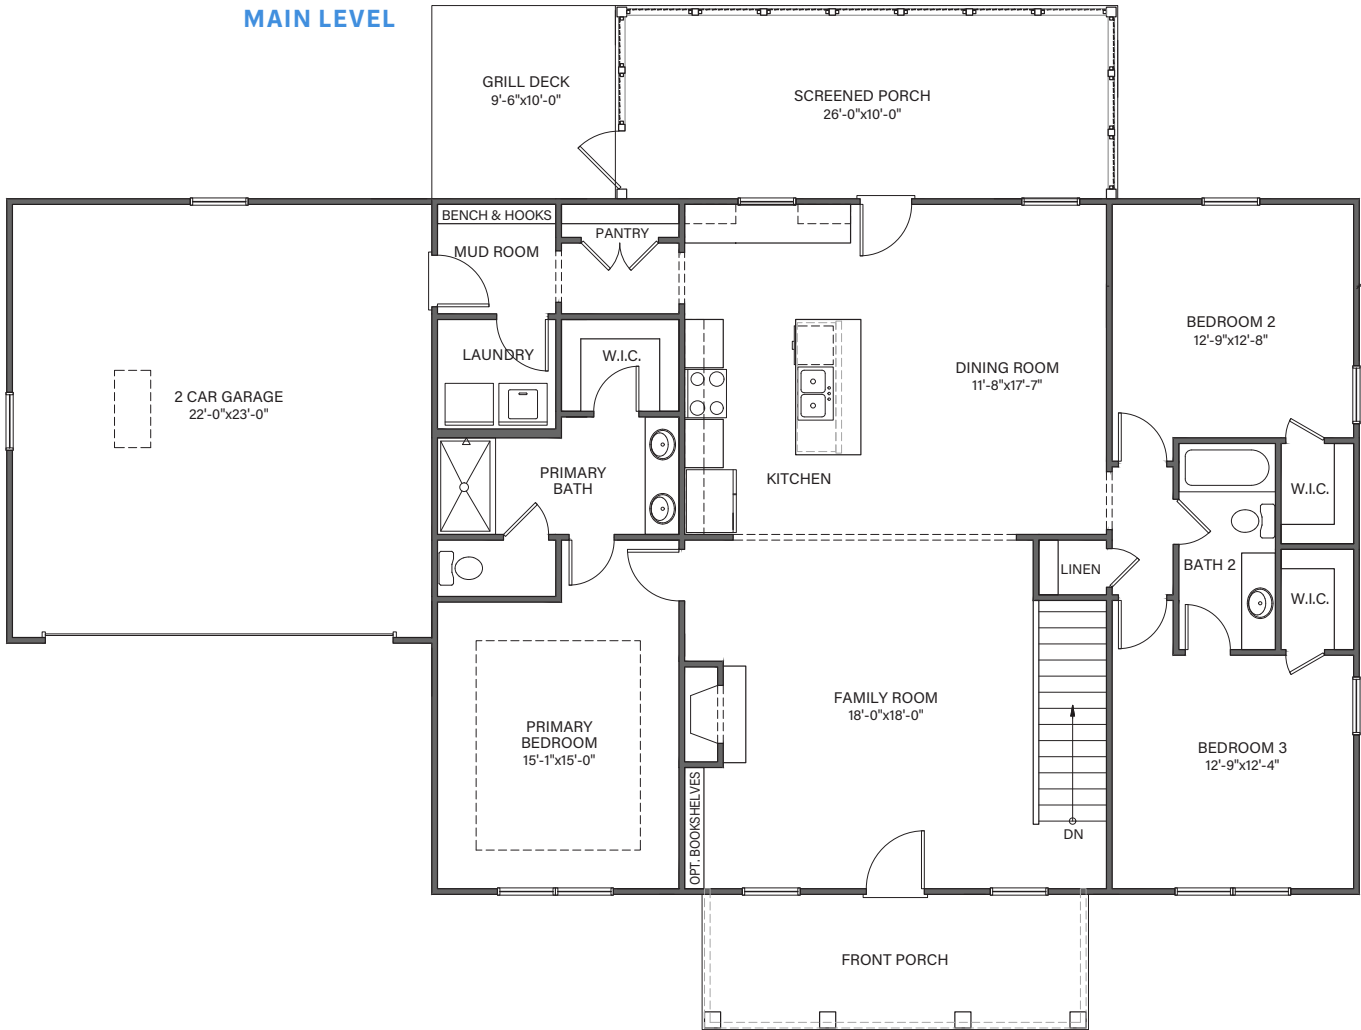 MAIN LEVEL
GRILL DECK
9'-6"x10'-0"
SCREENED PORCH
26'-0"x10'-0"
BENCH & HOOKS
MUD ROOM
PANTRY
LAUNDRY
W.I.C.
2 CAR GARAGE
22'-0"x23'-0"
PRIMARY
BATH
KITCHEN
DINING ROOM
11'-8"x17'-7"
BEDROOM 2
12'-9"x12'-8"
W.I.C.
BATH 2
LINEN
W.I.C.
PRIMARY
BEDROOM
15'-1"x15'-0"
FAMILY ROOM
18'-0"x18'-0"
BEDROOM 3
12'-9"x12'-4"
OPT. BOOKSHELVES
DN
FRONT PORCH